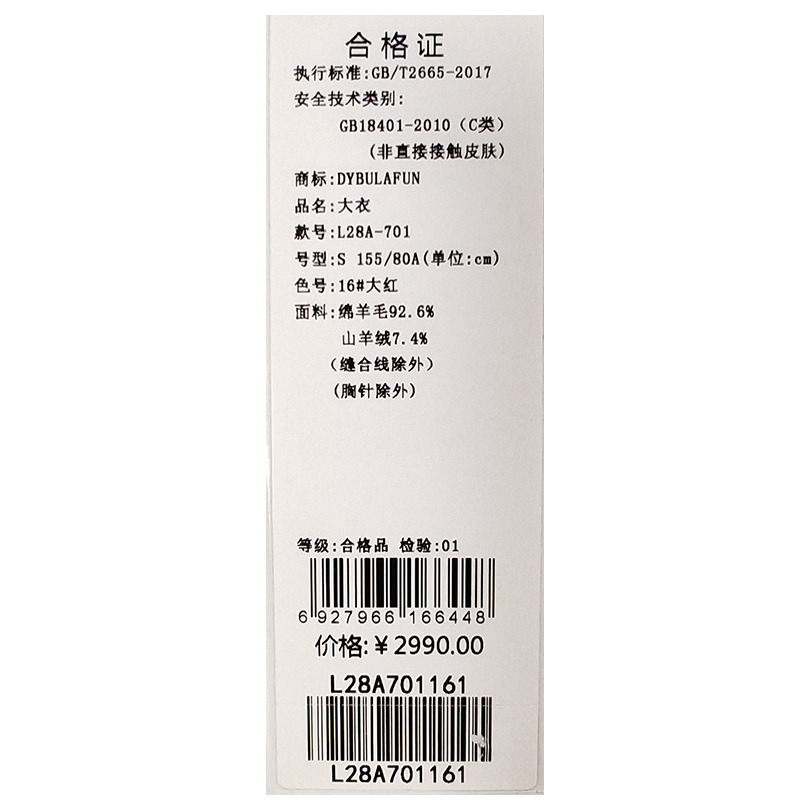 合格证
执行标准:GB/T2665-2017
安全技术类别:
GB18401-2010（C类）
(非直接接触皮肤)
商标:DYBULAFUN
品名:大衣
款号:L28A-701
号型:S 155/80A(单位:cm)
色号:16#大红
面料:绵羊毛92.6%
山羊绒7.4%
（缝合线除外）
(胸针除外)
等级:合格品 检验:01
6 927966 166448
价格:￥2990.00
L28A701161
L28A701161